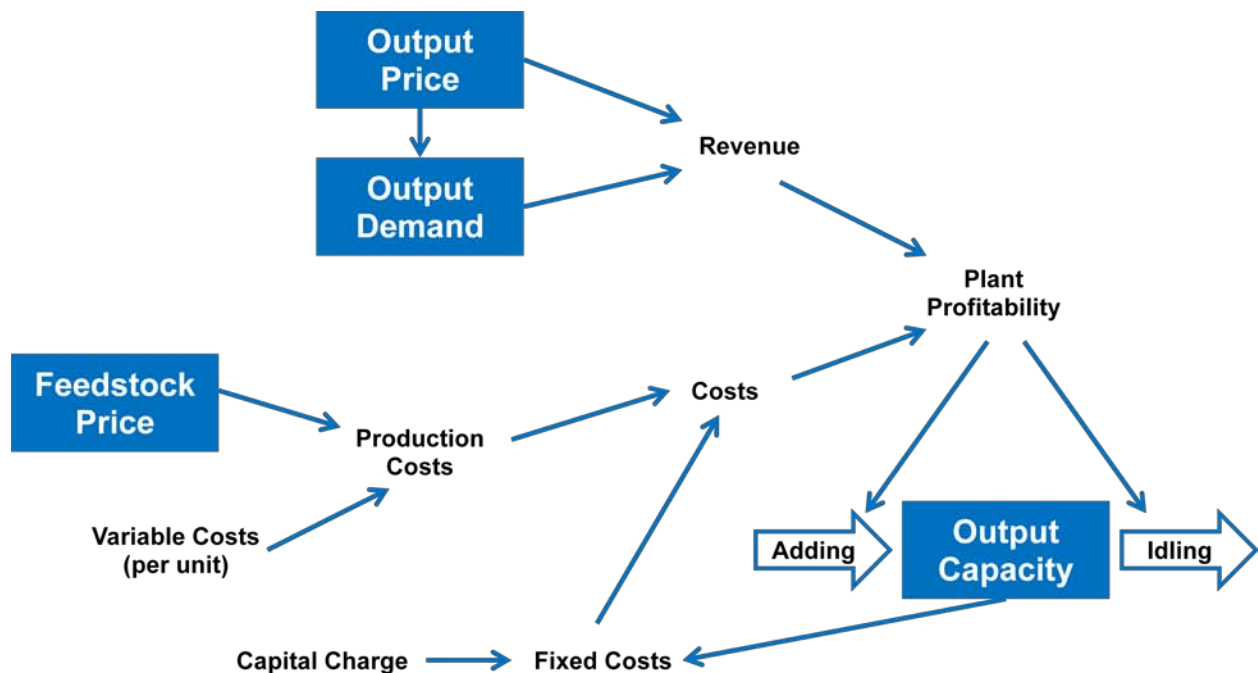 Output
Price
Output
Demand
Revenue
Plant
Profitability
Feedstock
Price
Costs
Production
Costs
Variable Costs
(per unit)
Adding
Output
Capacity
Idling
Capital Charge
Fixed Costs